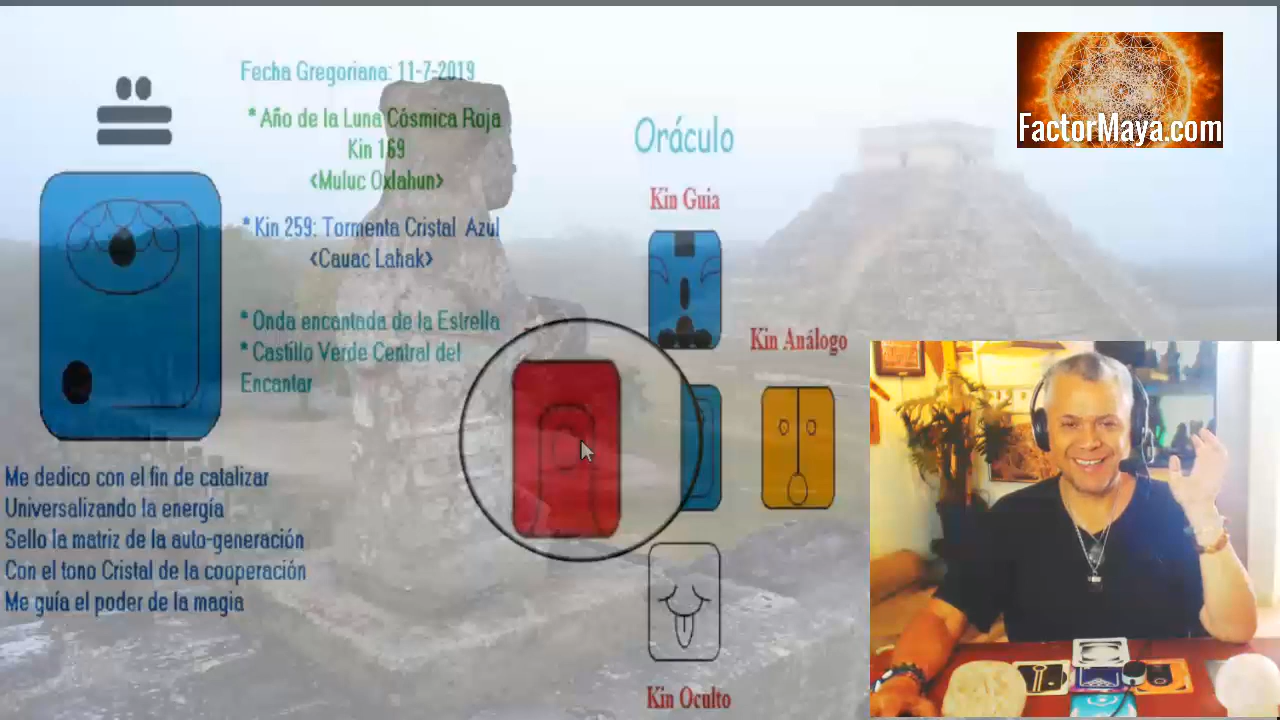 Fecha Gregoriana: 11-7-2019
* Año de la Luna Cósmica Roja
Kin 169
<Muluc Oxlahun>
* Kin 259: Tormenta Cristal Azul
<Cauac Lahak>
* Onda encantada de la Estrella
* Castillo Verde Central del
Encantar
Me dedico con el fin de catalizar
Universalizando la energía
Sello la matriz de la auto-generación
Con el tono Cristal de la cooperación
Me guía el poder de la magia
Oráculo
Kin Guia
Kin Análogo
Kin Oculto
FactorMaya.com